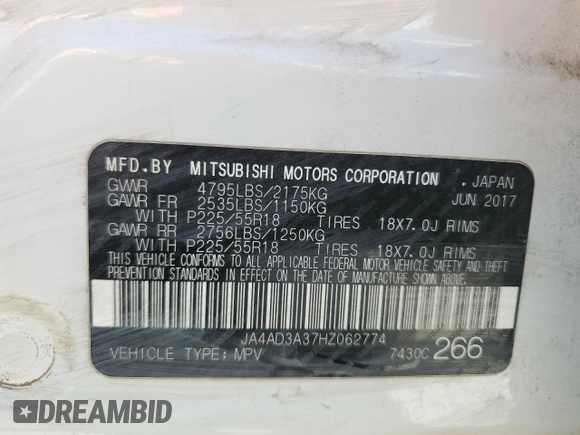 MFD.BY MITSUBISHI MOTORS CORPORATION , JAPAN
GVWR 4795LBS/2175KG JUN 2017
GAWR FR 2535LBS/1150KG
WITH P225/55R18 TIRES 18X7.0J RIMS
GAWR RR 2756LBS/1250KG
WITH P225/55R18 TIRES 18X7.0J RIMS
THIS VEHICLE CONFORMS TO ALL APPLICABLE FEDERAL MOTOR VEHICLE SAFETY AND THEFT
PREVENTION STANDARDS IN EFFECT ON THE DATE OF MANUFACTURE SHOWN ABOVE.
JA4AD3A37HZ062774
VEHICLE TYPE; MPV 7430C 266
DREAMBID